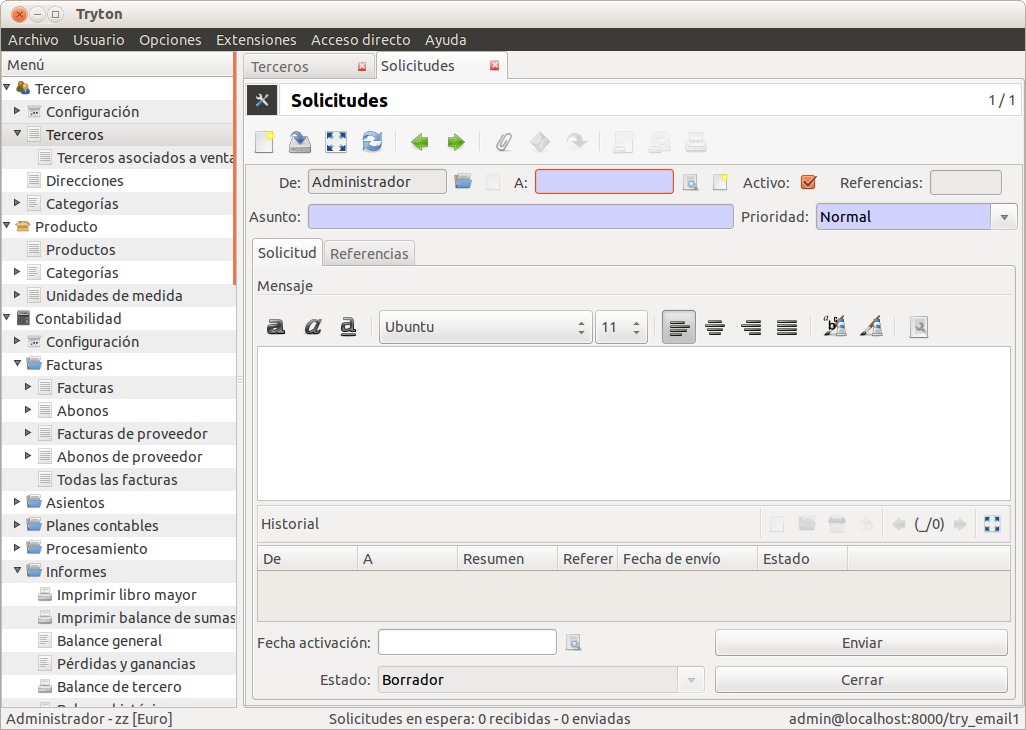 Tryton
Archivo Usuario Opciones Extensiones Acceso directo Ayuda
Menú
Tercero
Configuración
Terceros
Terceros asociados a venta
Direcciones
Categorías
Producto
Productos
Categorías
Unidades de medida
Contabilidad
Configuración
Facturas
Facturas
Abonos
Facturas de proveedor
Abonos de proveedor
Todas las facturas
Asientos
Planes contables
Procesamiento
Informes
Imprimir libro mayor
Imprimir balance de sumas
Balance general
Pérdidas y ganancias
Balance de tercero
Terceros Solicitudes
Solicitudes 1 / 1
De: Administrador A: Activo: Referencias:
Asunto: Prioridad: Normal
Solicitud Referencias
Mensaje
a a a Ubuntu 11
Historial (_/0)
De A Resumen Referer Fecha de envío Estado
Fecha activación: Enviar
Estado: Borrador Cerrar
Administrador - zz [Euro] Solicitudes en espera: 0 recibidas - 0 enviadas admin@localhost:8000/try_email1